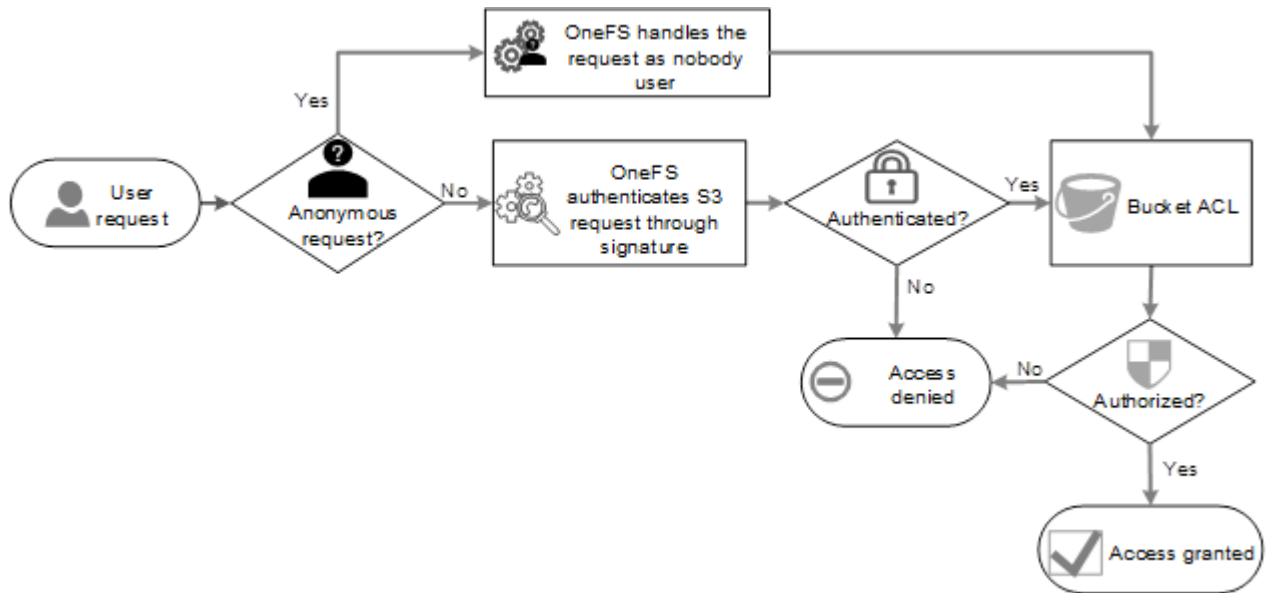 OneFS handles the
request as nobody
user
Yes
User
request
?
Anonymous
request?
No
OneFS
authenticates S3
request through
signature
Authenticated?
Yes
Bucket ACL
No
Access
denied
No
Authorized?
Yes
Access granted